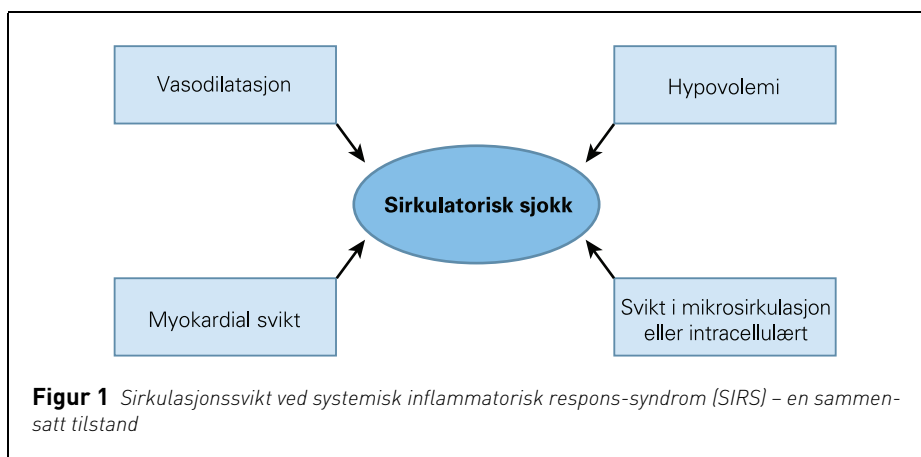 Vasodilatasjon
Hypovolemi
Sirkulatorisk sjokk
Myokardial svikt
Svikt i mikrosirkulasjon
eller intracellulært
Figur 1 Sirkulasjonssvikt ved systemisk inflammatorisk respons-syndrom (SIRS) – en sammen-
satt tilstand